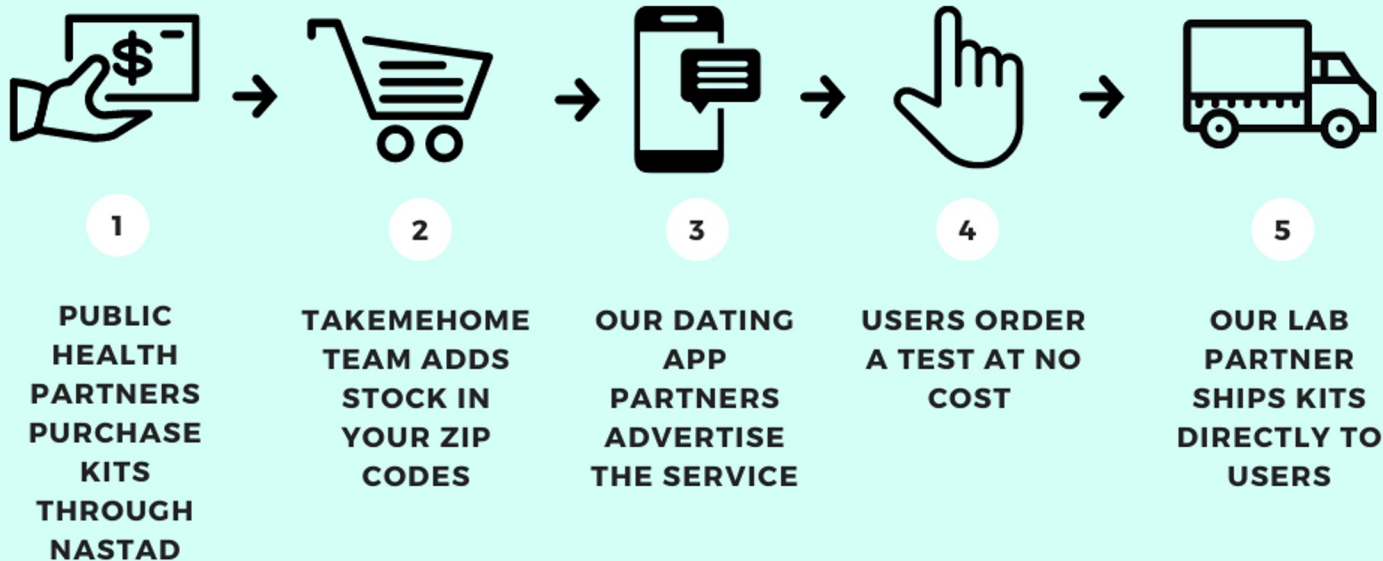 $
1
PUBLIC
HEALTH
PARTNERS
PURCHASE
KITS
THROUGH
NASTAD
2
TAKEMEHOME
TEAM ADDS
STOCK IN
YOUR ZIP
CODES
3
OUR DATING
APP
PARTNERS
ADVERTISE
THE SERVICE
4
USERS ORDER
A TEST AT NO
COST
5
OUR LAB
PARTNER
SHIPS KITS
DIRECTLY TO
USERS